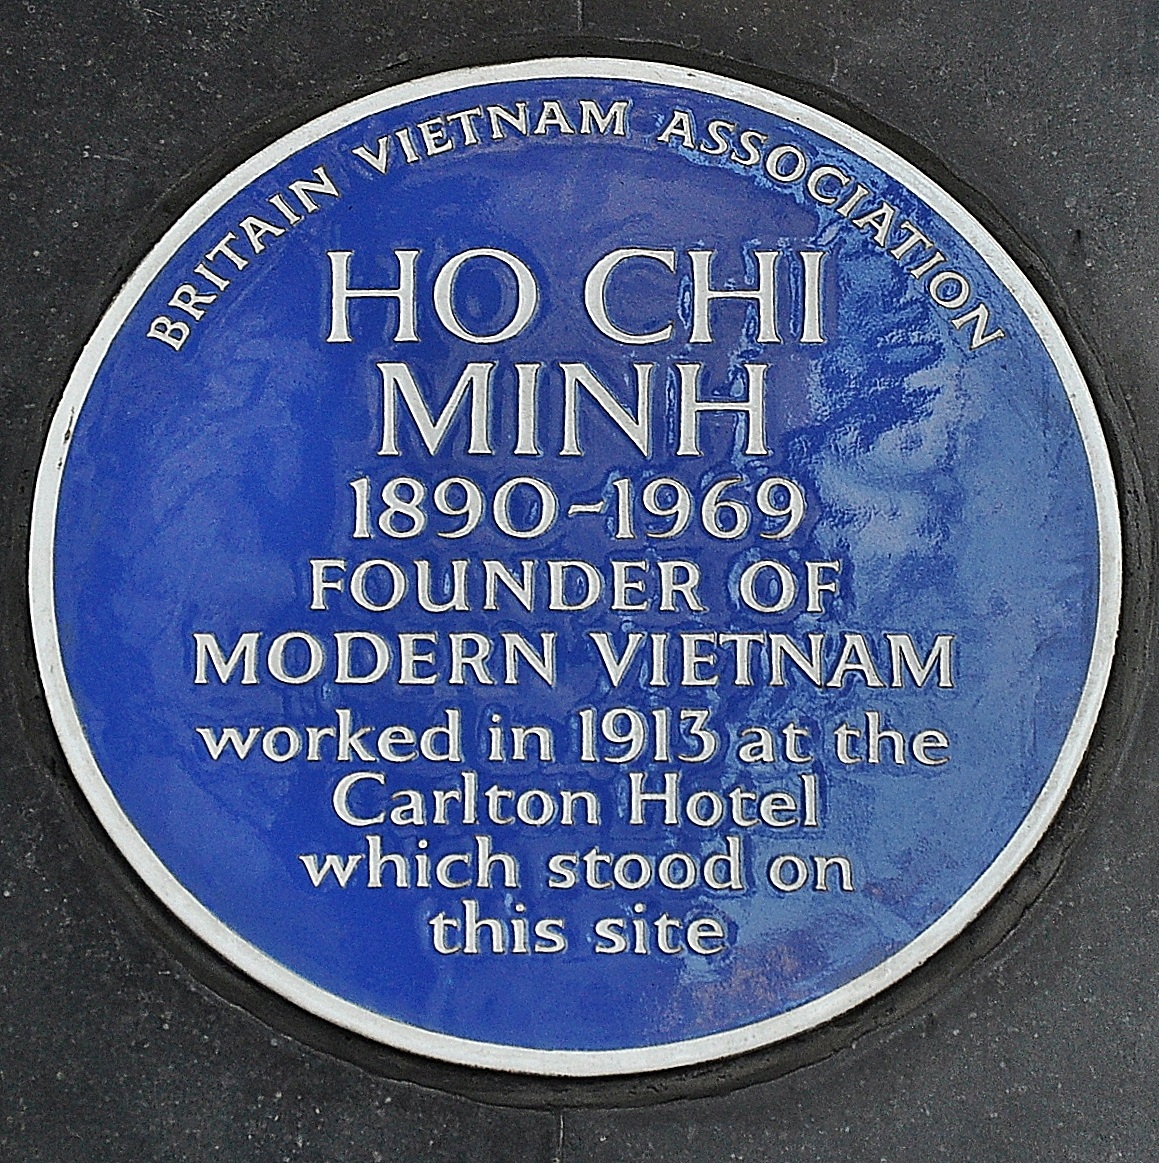 BRITAIN VIETNAM ASSOCIATION
HO CHI
MINH
1890~1969
FOUNDER OF
MODERN VIETNAM
worked in 1913 at the
Carlton Hotel
which stood on
this site